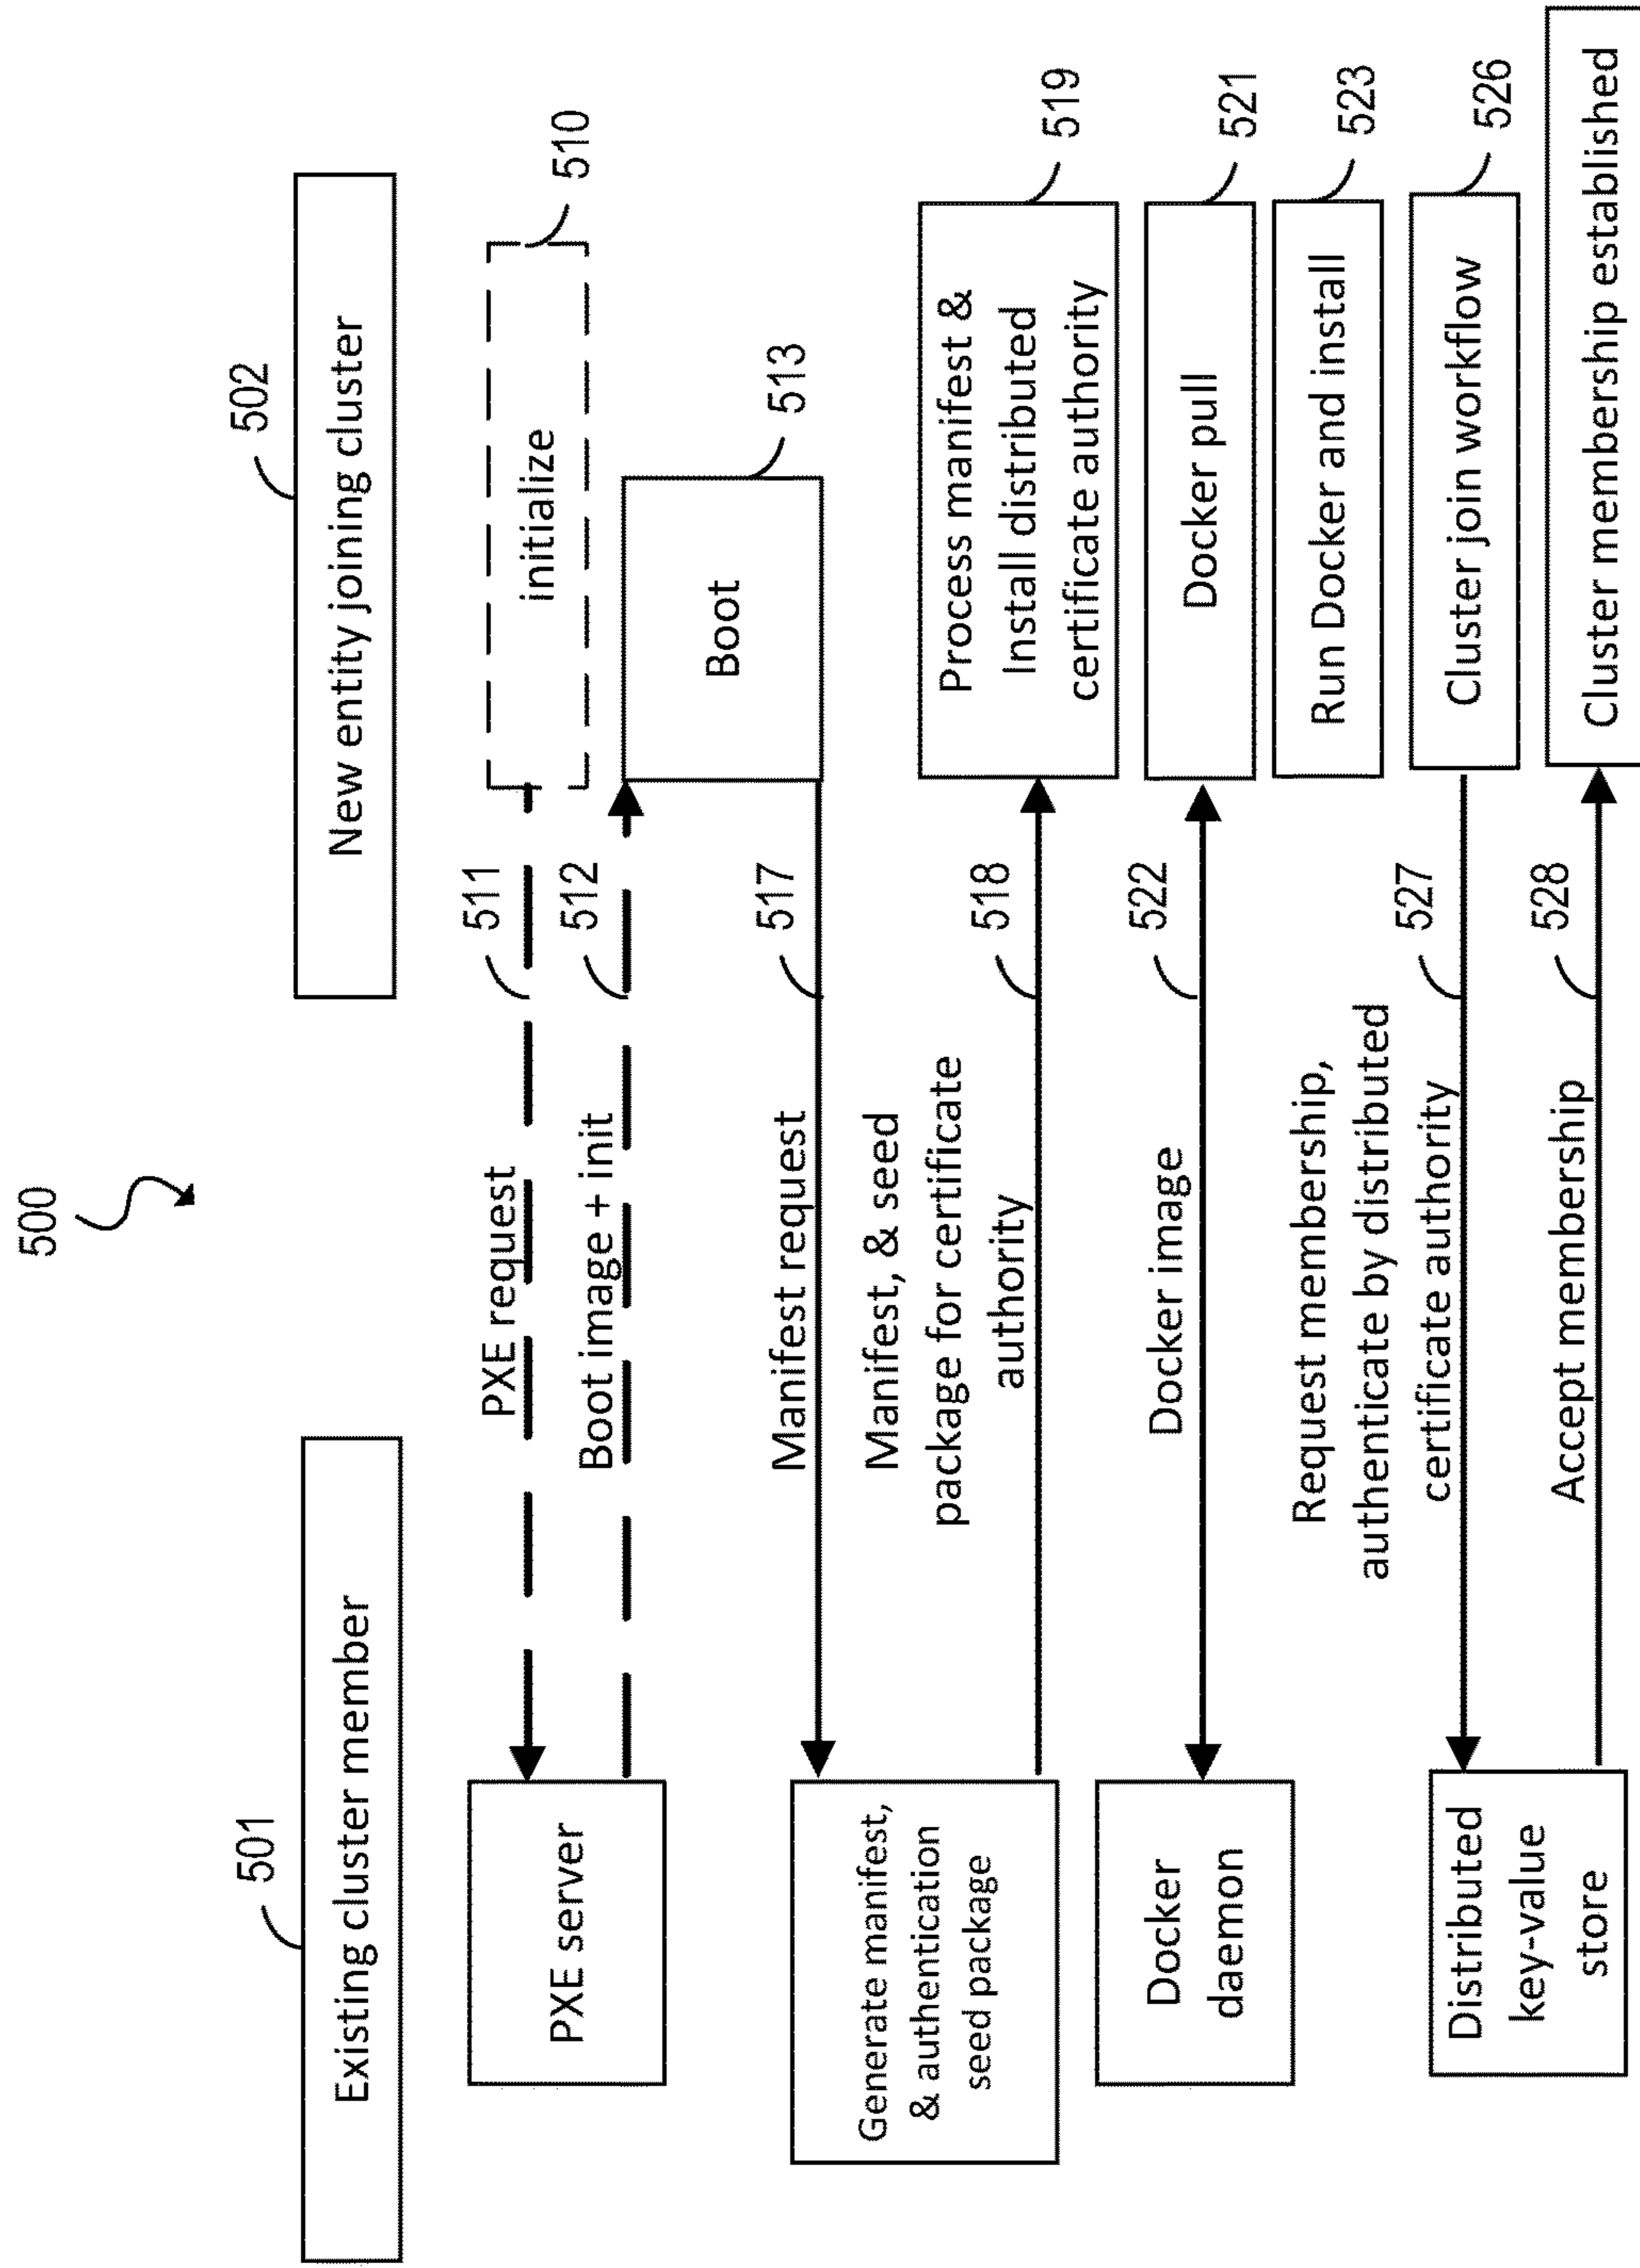 500
501
502
Existing cluster member
New entity joining cluster
510
511
PXE request
initialize
PXE server
512
Boot image + init
Boot
513
517
Manifest request
Generate manifest,
& authentication
seed package
Manifest, & seed
package for certificate
authority
518
Process manifest &
Install distributed
certificate authority
519
Docker
daemon
Docker image
522
Docker pull
521
Run Docker and install
523
Request membership,
authenticate by distributed
certificate authority
527
Cluster join workflow
526
Distributed
key-value
store
Accept membership
528
Cluster membership established